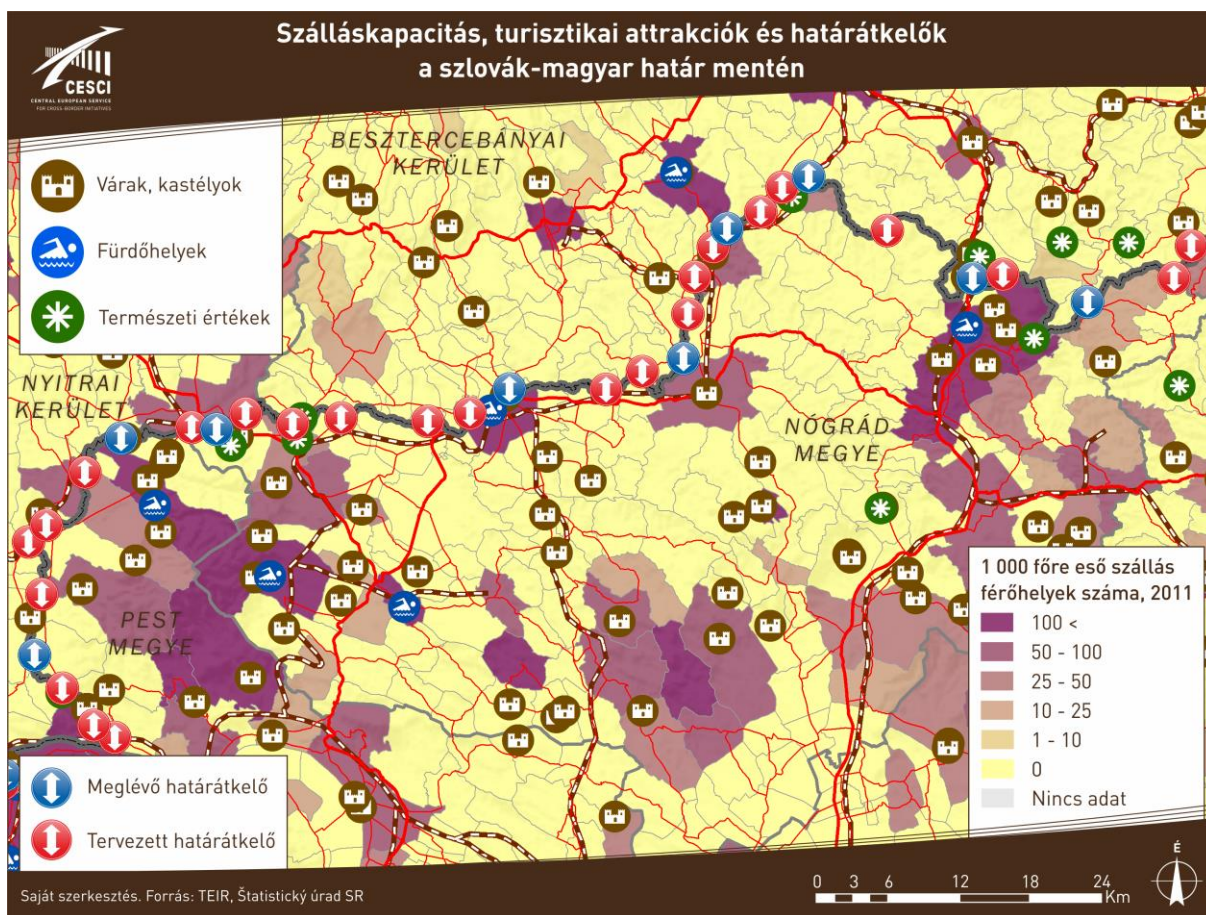 Szálláskapacitás, turisztikai attrakciók és határátkelők
a szlovák-magyar határ mentén
CESCI
CENTRAL EUROPEAN SERVICE
FOR CROSS-BORDER INITIATIVES
Várak, kastélyok
Fürdőhelyek
Természeti értékek
BESZTERCEBÁNYAI
KERÜLET
NYITRAI
KERÜLET
NÓGRÁD
MEGYE
PEST
MEGYE
1 000 főre eső szállás
férőhelyek száma, 2011
100 <
50 - 100
25 - 50
10 - 25
1 - 10
0
Nincs adat
Meglévő határátkelő
Tervezett határátkelő
Saját szerkesztés. Forrás: TEIR, Štatistický úrad SR
0 3 6 12 18 24
Km
É